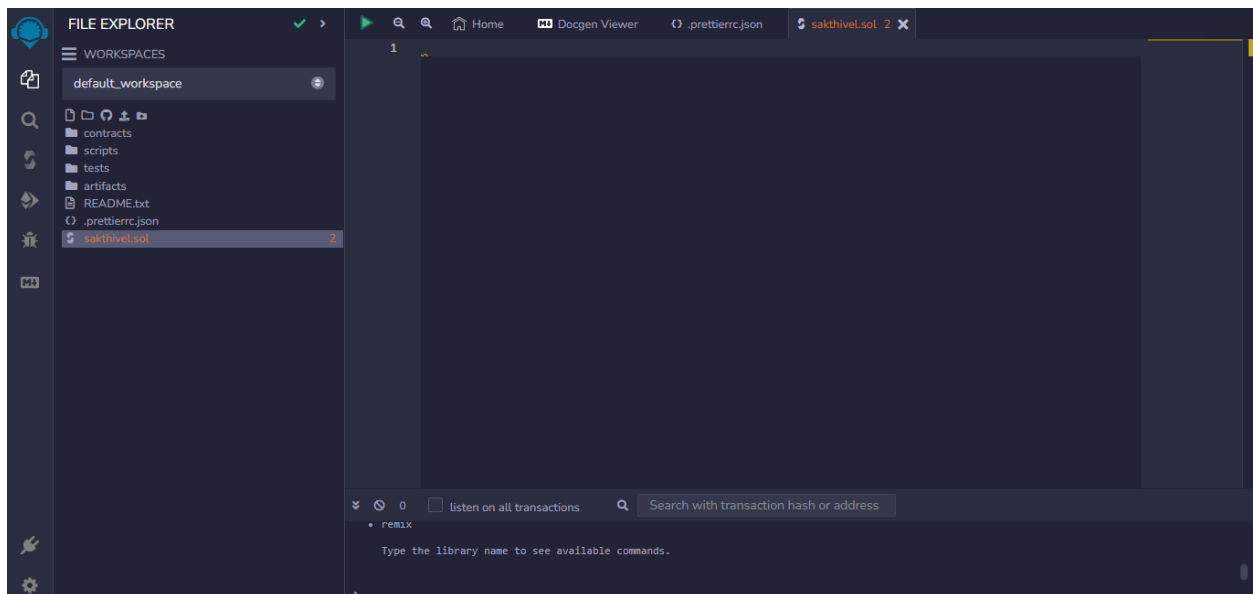 FILE EXPLORER
WORKSPACES
default_workspace
contracts
scripts
tests
artifacts
README.txt
{} .prettierrc.json
sakthivel.sol 2
Home
Docgen Viewer
{} .prettierrc.json
sakthivel.sol 2
1
0 listen on all transactions Search with transaction hash or address
• remix
Type the library name to see available commands.
>